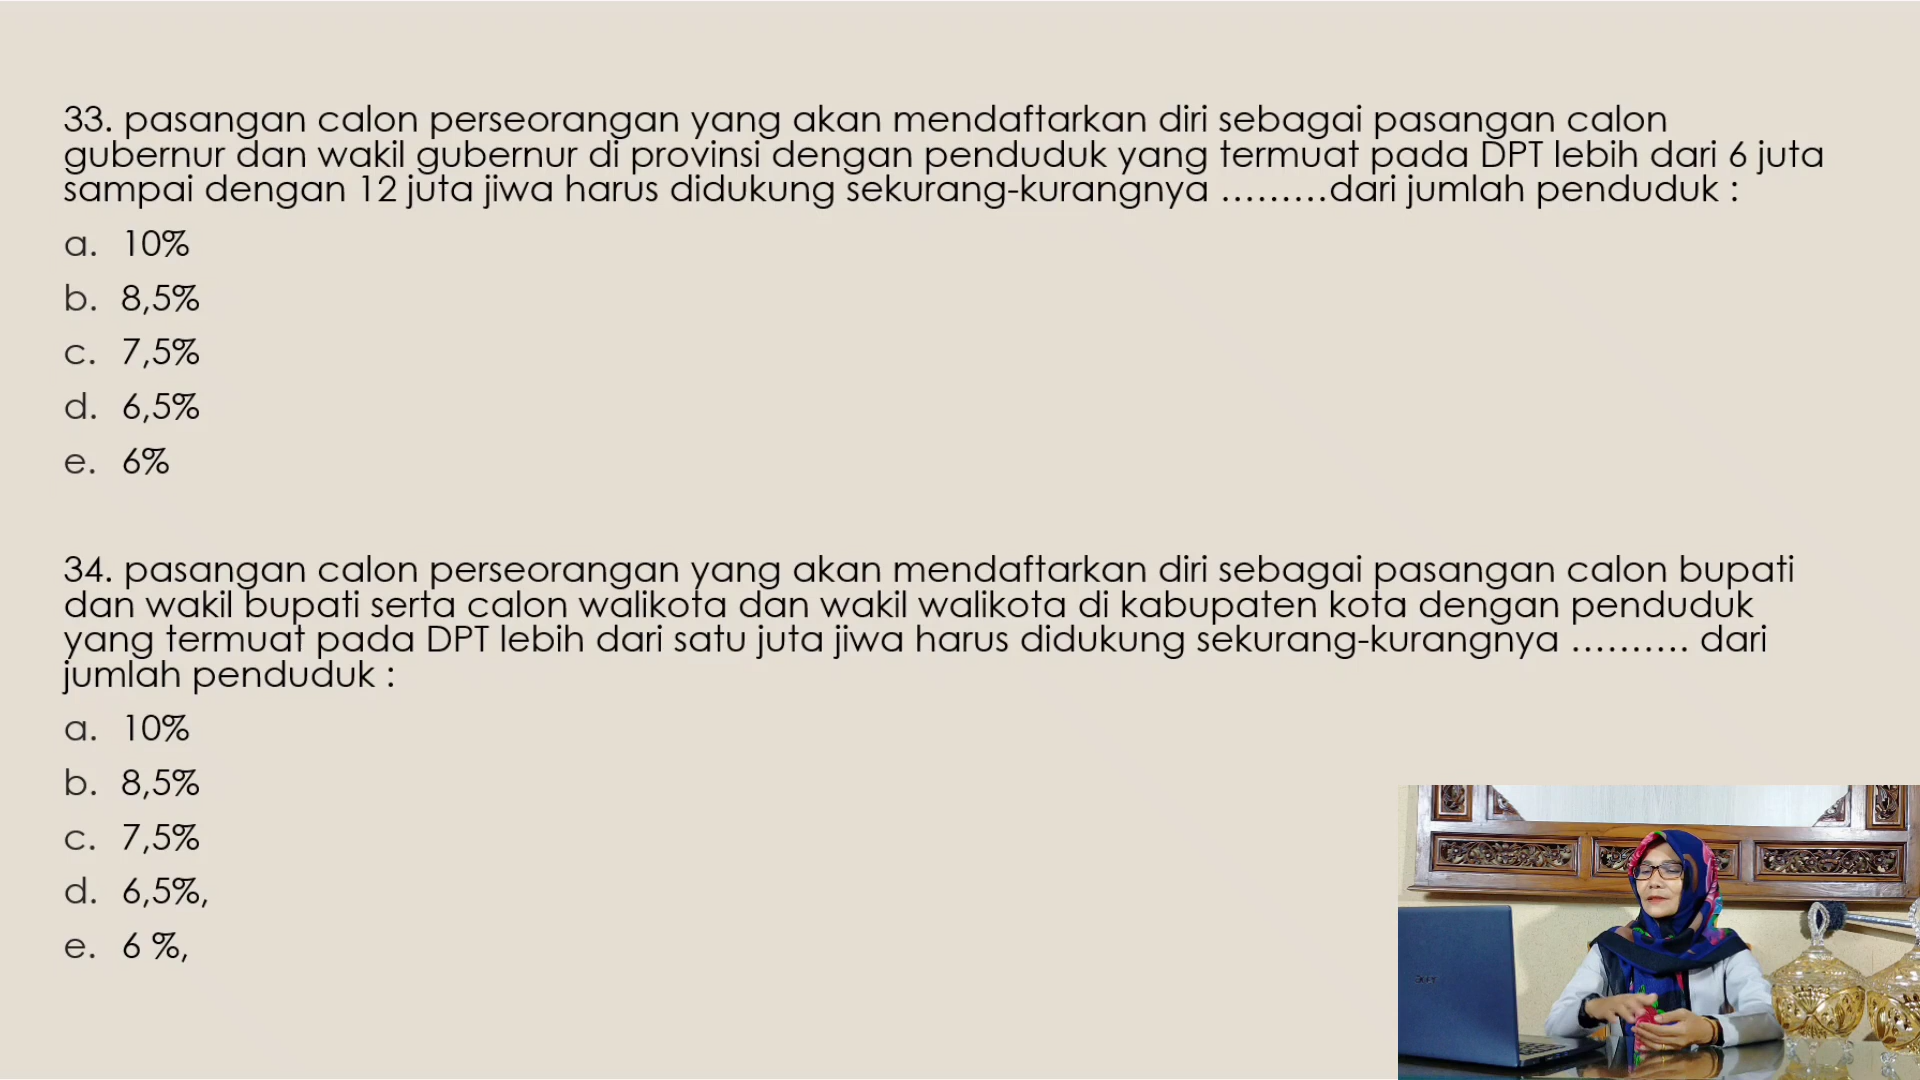 33. pasangan calon perseorangan yang akan mendaftarkan diri sebagai pasangan calon
gubernur dan wakil gubernur di provinsi dengan penduduk yang termuat pada DPT lebih dari 6 juta
sampai dengan 12 juta jiwa harus didukung sekurang-kurangnya .........dari jumlah penduduk :
a. 10%
b. 8,5%
c. 7,5%
d. 6,5%
e. 6%
34. pasangan calon perseorangan yang akan mendaftarkan diri sebagai pasangan calon bupati
dan wakil bupati serta calon walikota dan wakil walikota di kabupaten kota dengan penduduk
yang termuat pada DPT lebih dari satu juta jiwa harus didukung sekurang-kurangnya .......... dari
jumlah penduduk :
a. 10%
b. 8,5%
c. 7,5%
d. 6,5%,
e. 6 %,
acer